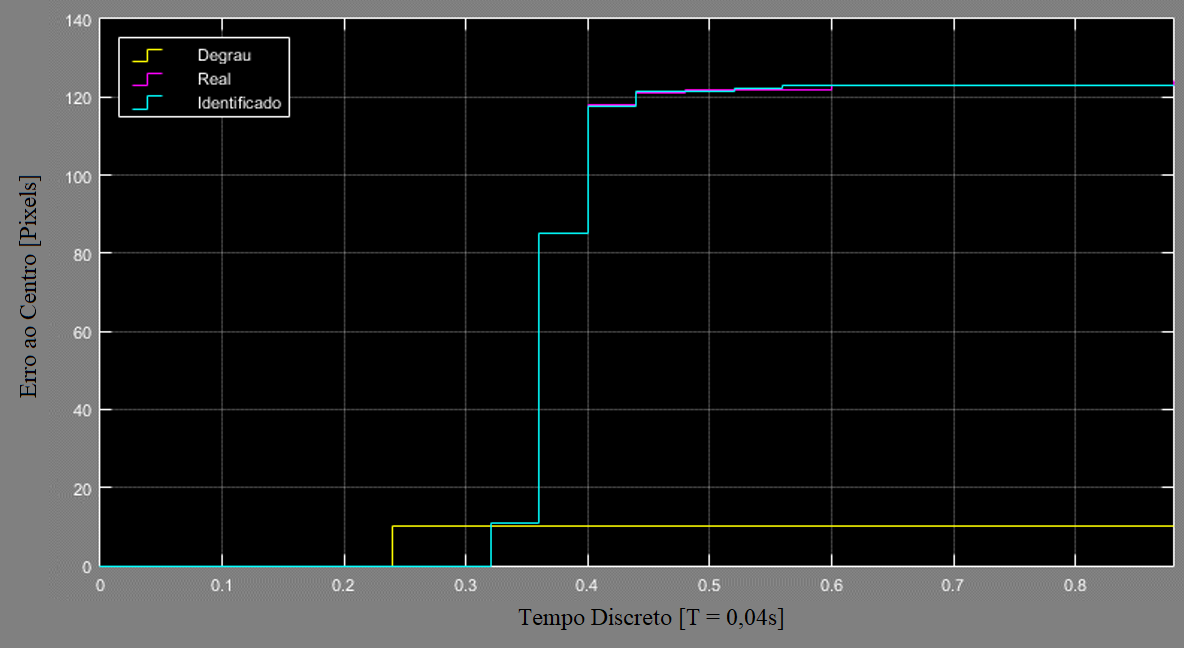 140
120
100
80
60
40
20
0
Degrau
Real
Identificado
Erro ao Centro [Pixels]
0 0.1 0.2 0.3 0.4 0.5 0.6 0.7 0.8
Tempo Discreto [T = 0,04s]